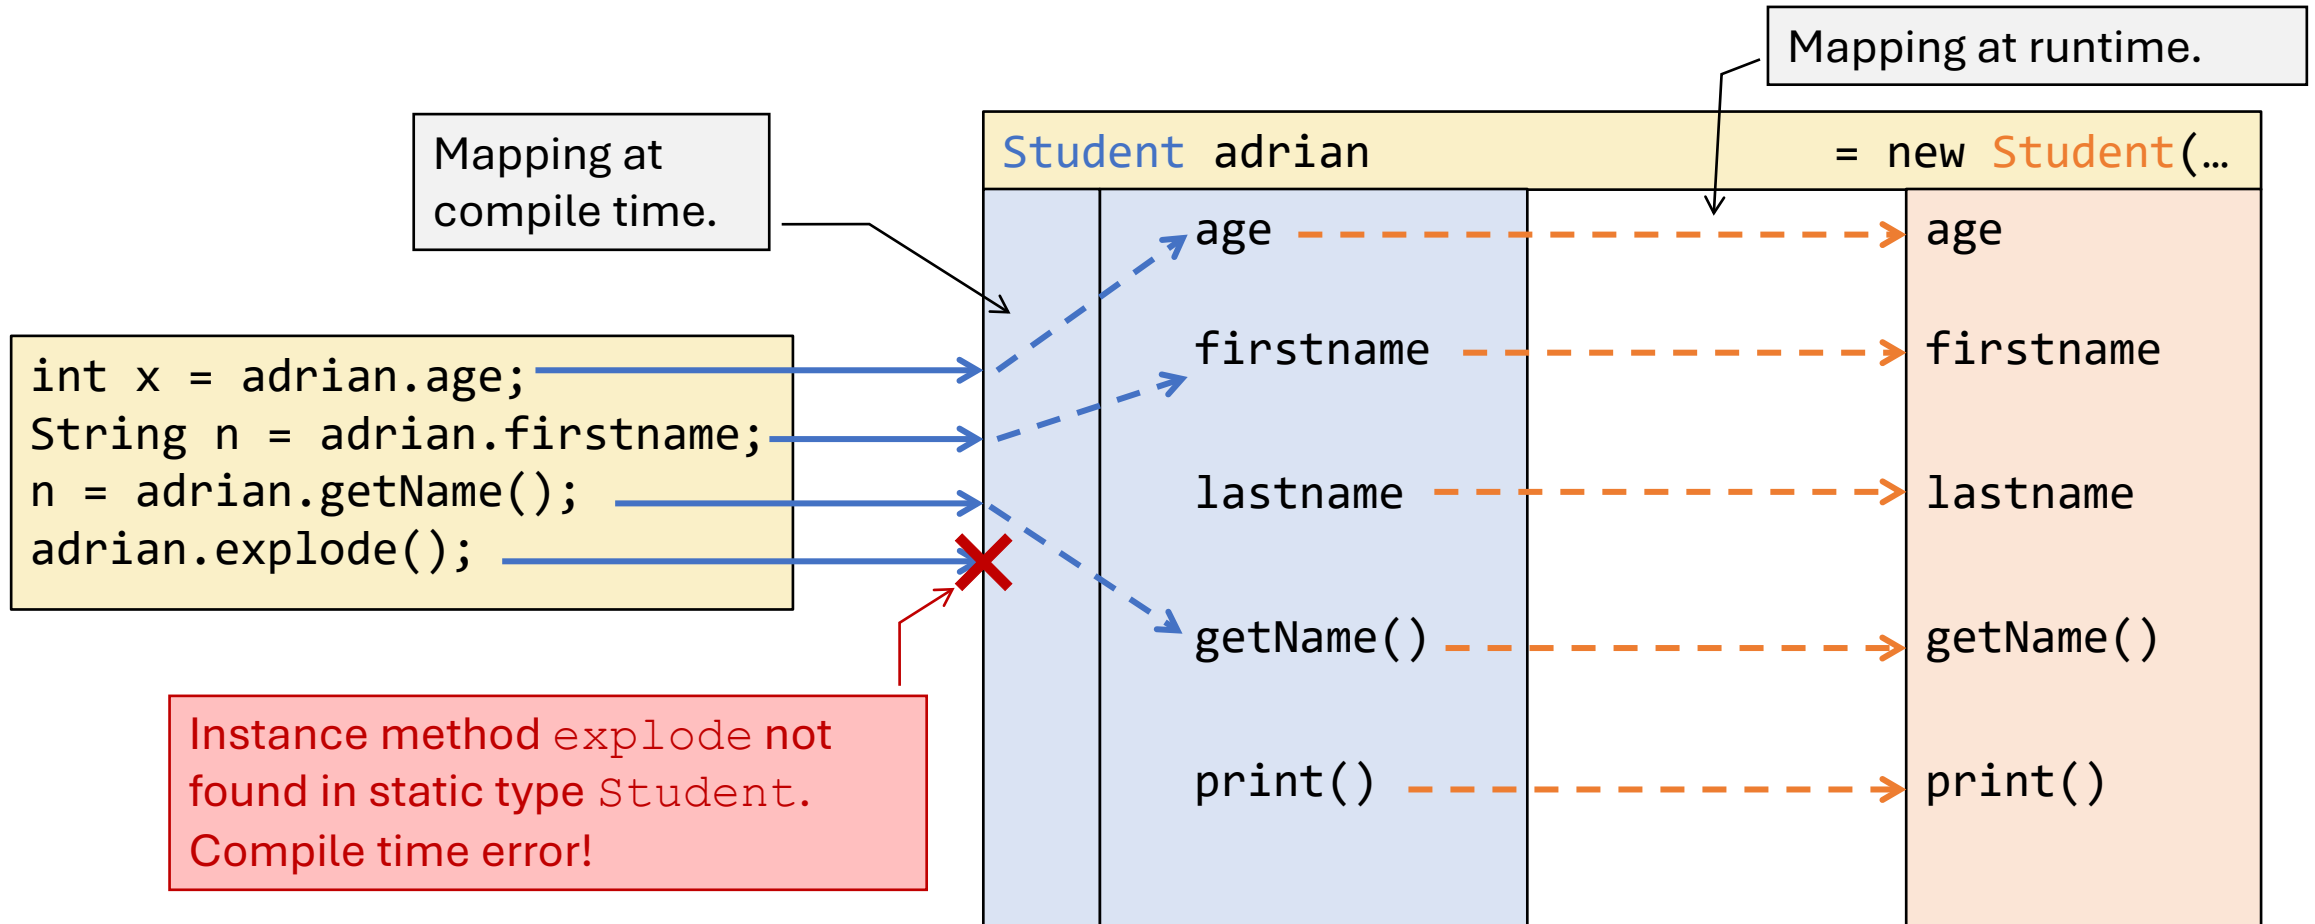 Mapping at runtime.
Mapping at
compile time.
Student adrian = new Student(…
int x = adrian.age;
String n = adrian.firstname;
n = adrian.getName();
adrian.explode();
age
firstname
lastname
getName()
print()
age
firstname
lastname
getName()
print()
Instance method explode not
found in static type Student.
Compile time error!